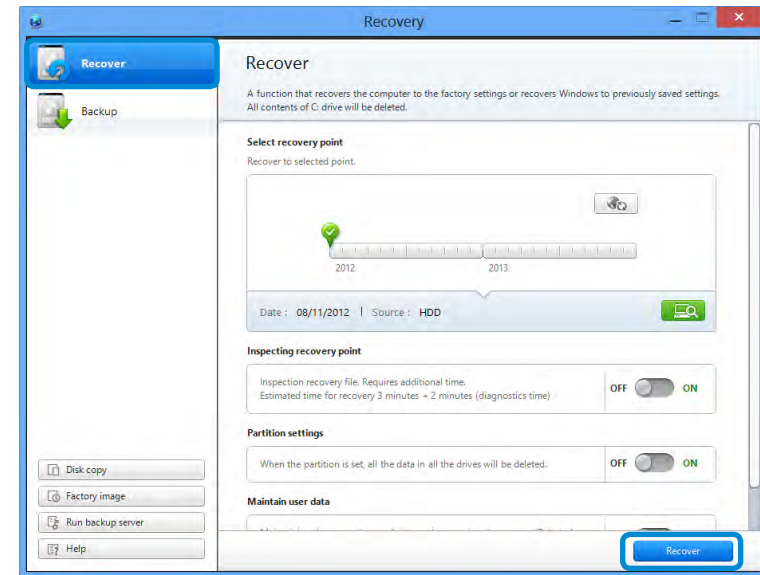 Recovery
Recover
Backup
Recover
A function that recovers the computer to the factory settings or recovers Windows to previously saved settings.
All contents of C: drive will be deleted.
Select recovery point
Recover to selected point.
2012 2013
Date : 08/11/2012 | Source : HDD
Inspecting recovery point
Inspection recovery file. Requires additional time.
Estimated time for recovery 3 minutes + 2 minutes (diagnostics time)
OFF ON
Partition settings
When the partition is set, all the data in all the drives will be deleted.
OFF ON
Maintain user data
Disk copy
Factory image
Run backup server
Help
Recover